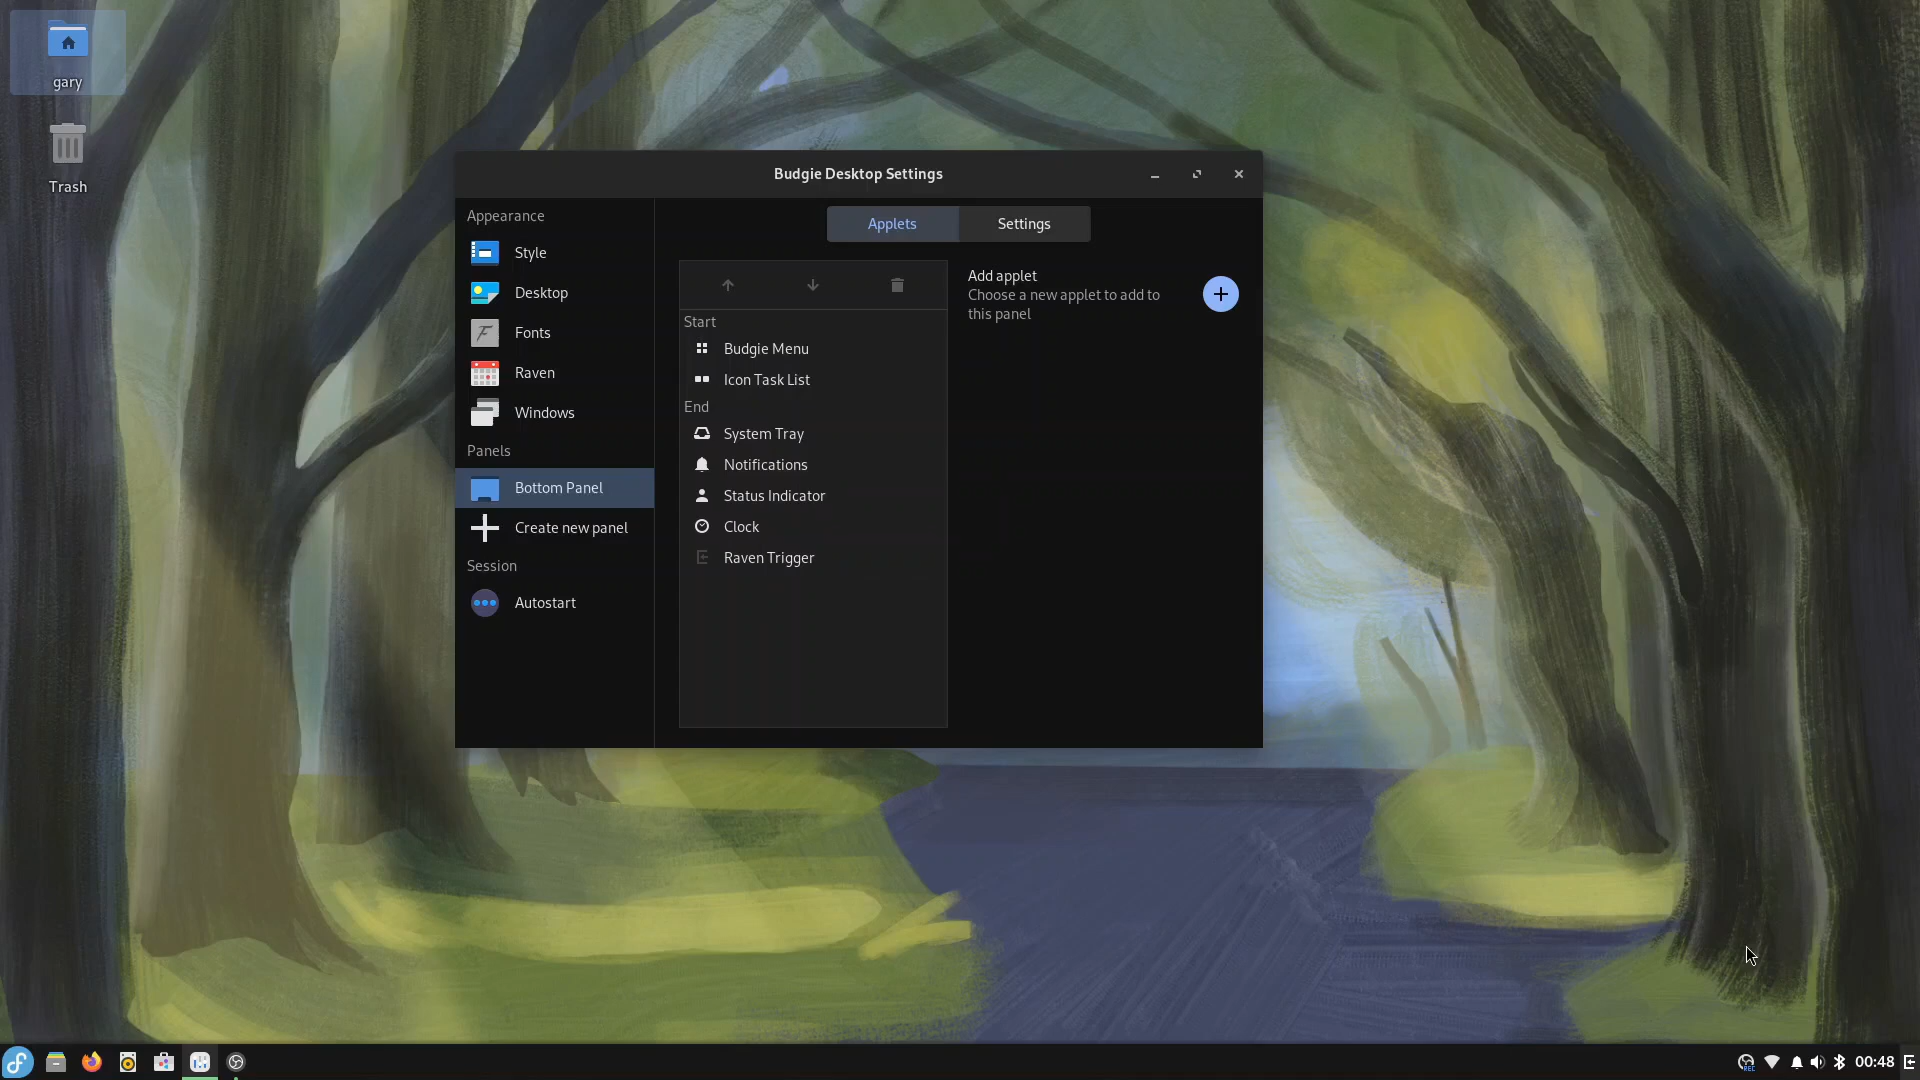 gary
Trash
Budgie Desktop Settings
Appearance
Style
Desktop
Fonts
Raven
Windows
Panels
Bottom Panel
Create new panel
Session
Autostart
Applets
Settings
Start
Budgie Menu
Icon Task List
End
System Tray
Notifications
Status Indicator
Clock
Raven Trigger
Add applet
Choose a new applet to add to
this panel
REC
00:48